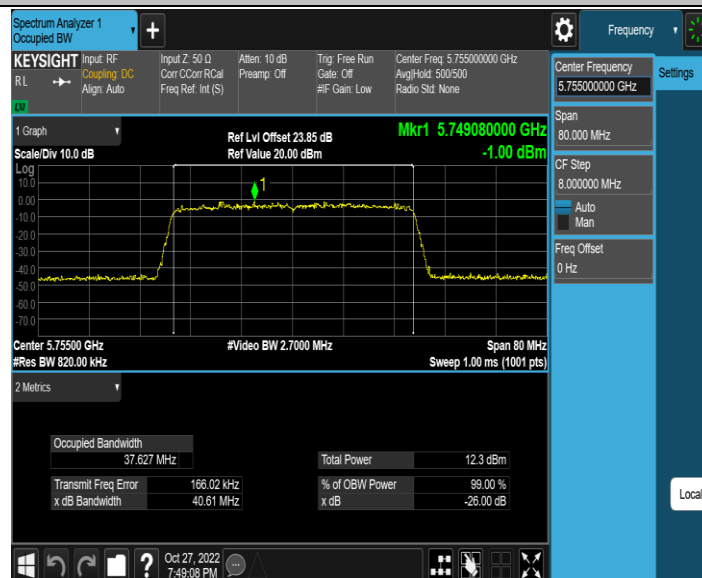 Spectrum Analyzer 1
Occupied BW
+
Frequency
KEYSIGHT
R L
LXI
Input: RF
Coupling: DC
Align: Auto
Input Z: 50 Ω
Corr CCorr RCal
Freq Ref: Int (S)
Atten: 10 dB
Preamp: Off
Trig: Free Run
Gate: Off
#IF Gain: Low
Center Freq: 5.755000000 GHz
Avg|Hold: 500/500
Radio Std: None
Center Frequency
5.755000000 GHz
Settings
Span
80.000 MHz
CF Step
8.000000 MHz
Auto
Man
Freq Offset
0 Hz
1 Graph
Scale/Div 10.0 dB
Ref Lvl Offset 23.85 dB
Ref Value 20.00 dBm
Mkr1 5.749080000 GHz
-1.00 dBm
Log
10.0
0.00
-10.0
-20.0
-30.0
-40.0
-50.0
-60.0
-70.0
1
Center 5.75500 GHz
#Res BW 820.00 kHz
#Video BW 2.7000 MHz
Span 80 MHz
Sweep 1.00 ms (1001 pts)
2 Metrics
Occupied Bandwidth
37.627 MHz
Total Power 12.3 dBm
Transmit Freq Error 166.02 kHz
% of OBW Power 99.00 %
x dB Bandwidth 40.61 MHz
x dB -26.00 dB
Local
?
Oct 27, 2022
7:49:08 PM